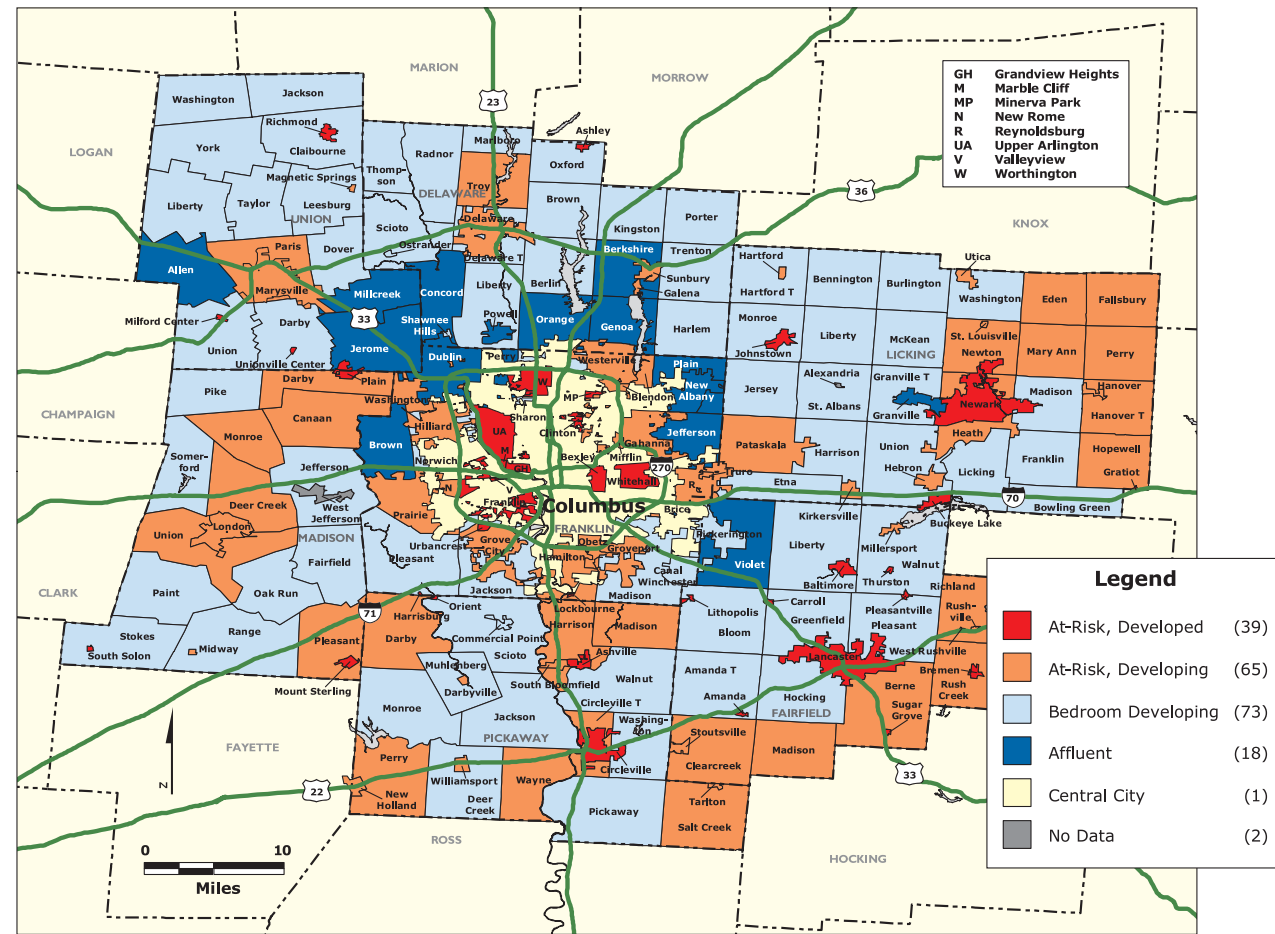 MARION
MORROW
LOGAN
KNOX
CHAMPAIGN
CLARK
FAYETTE
ROSS
HOCKING
UNION
DELAWARE
LICKING
FRANKLIN
MADISON
PICKAWAY
FAIRFIELD
GH Grandview Heights
M Marble Cliff
MP Minerva Park
N New Rome
R Reynoldsburg
UA Upper Arlington
V Valleyview
W Worthington
23
36
33
270
70
71
22
33
Washington
Jackson
Richmond
Claibourne
York
Magnetic Springs
Liberty
Taylor
Leesburg
Allen
Paris
Dover
Marysville
Millcreek
Milford Center
Darby
Jerome
Union
Unionville Center
Thomp-
son
Radnor
Marlboro
Ashley
Oxford
Troy
Brown
Scioto
Delaware
Ostrander
Delaware T
Kingston
Porter
Berkshire
Trenton
Concord
Liberty
Berlin
Sunbury
Galena
Shawnee
Hills
Powell
Orange
Genoa
Harlem
Hartford
Hartford T
Bennington
Burlington
Utica
Washington
Eden
Fallsbury
Monroe
Johnstown
Liberty
McKean
St. Louisville
Newton
Mary Ann
Perry
Jersey
Alexandria
St. Albans
Granville T
Granville
Newark
Madison
Hanover
Hanover T
Heath
Pataskala
Harrison
Union
Hebron
Licking
Franklin
Hopewell
Gratiot
Etna
Kirkersville
Buckeye Lake
Bowling Green
Dublin
Perry
Westerville
Plain
New
Albany
Washington
W
Sharon
MP
Blendon
Brown
Hilliard
UA
Clinton
Gahanna
Jefferson
Norwich
M
GH
Bexley
Mifflin
Whitehall
Truro
N
V
Franklin
Columbus
R
Brice
Prairie
Urbancrest
Pleasant
Grove
City
Obetz
Groveport
Hamilton
Canal
Winchester
Jackson
Lockbourne
Madison
Harrisburg
Pike
Darby
Plain
Canaan
Monroe
Somer-
ford
Jefferson
Deer Creek
West
Jefferson
London
Union
Fairfield
Paint
Oak Run
Stokes
Range
South Solon
Midway
Pleasant
Mount Sterling
Orient
Darby
Commercial Point
Scioto
Harrison
Madison
Muhlenberg
Darbyville
Ashville
South Bloomfield
Walnut
Circleville T
Monroe
Jackson
Washing-
ton
Circleville
Perry
Williamsport
Wayne
New
Holland
Deer
Creek
Pickaway
Tarlton
Salt Creek
Pickerington
Violet
Liberty
Millersport
Walnut
Baltimore
Thurston
Richland
Lithopolis
Carroll
Pleasantville
Rush-
ville
Bloom
Greenfield
Pleasant
West Rushville
Lancaster
Bremen
Rush
Creek
Amanda T
Amanda
Hocking
Berne
Sugar
Grove
Stoutsville
Clearcreek
Madison
N
0 10
Miles
Legend
At-Risk, Developed (39)
At-Risk, Developing (65)
Bedroom Developing (73)
Affluent (18)
Central City (1)
No Data (2)